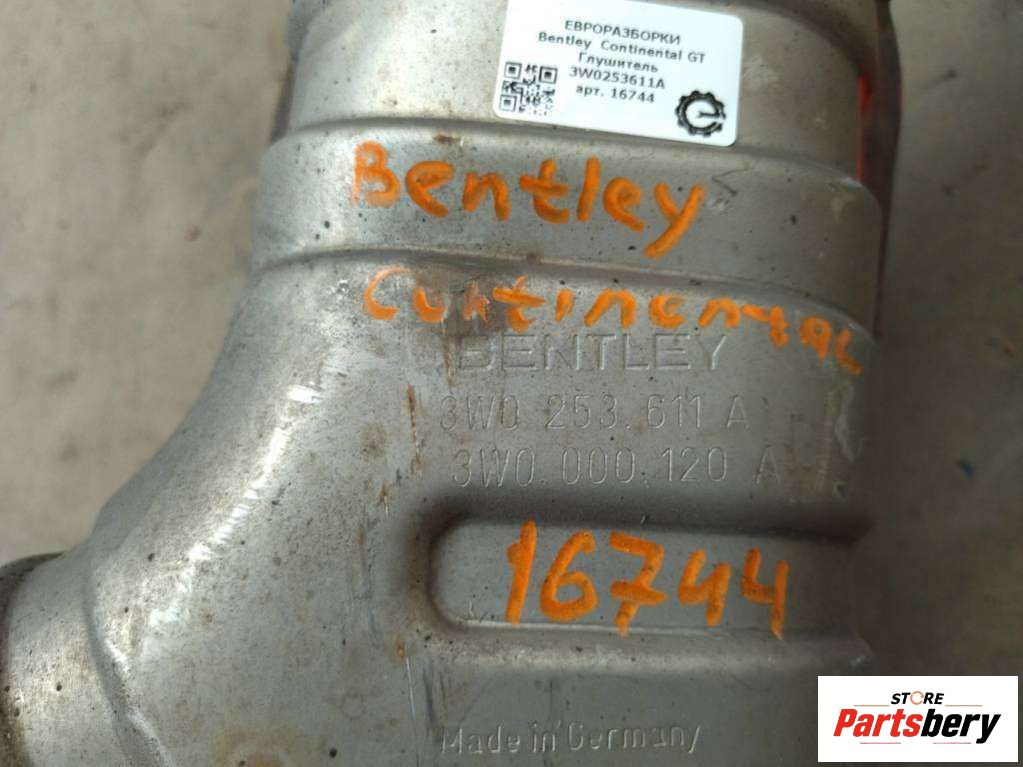 ЕВРОРАЗБОРКИ
Bentley Continental GT
Глушитель
3W0253611A
арт. 16744
Bentley
Continental
BENTLEY
3W0 253.611 A
3W0.000.120 A
16744
Made in Germany
STORE
Partsbery